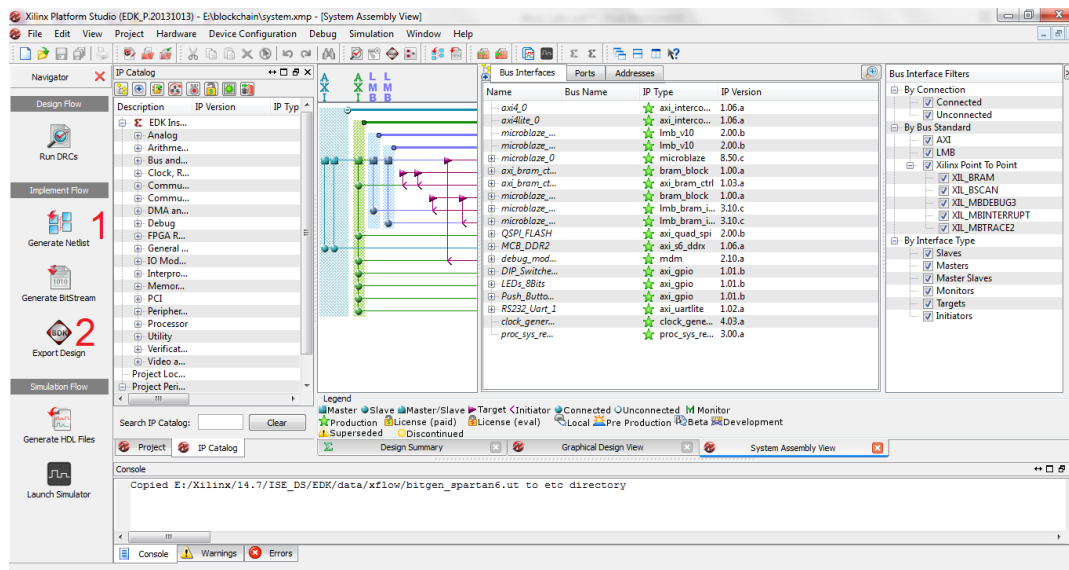 Xilinx Platform Studio (EDK_P.20131013) - E:\blockchain\system.xmp - [System Assembly View]
File Edit View Project Hardware Device Configuration Debug Simulation Window Help
Navigator
Design Flow
Run DRCs
Implement Flow
1
Generate Netlist
1010
Generate BitStream
SDK
2
Export Design
Simulation Flow
Generate HDL Files
Launch Simulator
IP Catalog
Description IP Version IP Typ
EDK Ins...
Analog
Arithme...
Bus and...
Clock, R...
Commu...
Commu...
DMA an...
Debug
FPGA R...
General ...
IO Mod...
Interpro...
Memor...
PCI
Peripher...
Processor
Utility
Verificat...
Video a...
Project Loc...
Project Peri...
Search IP Catalog: Clear
Project IP Catalog
A L L
X M M
I B B
A
X
I
Bus Interfaces Ports Addresses
Name Bus Name IP Type IP Version
axi4_0 axi_interco... 1.06.a
axi4lite_0 axi_interco... 1.06.a
microblaze_... lmb_v10 2.00.b
microblaze_... lmb_v10 2.00.b
microblaze_0 microblaze 8.50.c
axi_bram_ct... bram_block 1.00.a
axi_bram_ct... axi_bram_ctrl 1.03.a
microblaze_... bram_block 1.00.a
microblaze_... lmb_bram_i... 3.10.c
microblaze_... lmb_bram_i... 3.10.c
QSPI_FLASH axi_quad_spi 2.00.b
MCB_DDR2 axi_s6_ddrx 1.06.a
debug_mod... mdm 2.10.a
DIP_Switche... axi_gpio 1.01.b
LEDs_8Bits axi_gpio 1.01.b
Push_Butto... axi_gpio 1.01.b
RS232_Uart_1 axi_uartlite 1.02.a
clock_gener... clock_gene... 4.03.a
proc_sys_re... proc_sys_re... 3.00.a
Legend
Master Slave Master/Slave Target Initiator Connected Unconnected M Monitor
Production License (paid) License (eval) Local Pre Production Beta Development
Superseded Discontinued
Design Summary Graphical Design View System Assembly View
Bus Interface Filters
By Connection
Connected
Unconnected
By Bus Standard
AXI
LMB
Xilinx Point To Point
XIL_BRAM
XIL_BSCAN
XIL_MBDEBUG3
XIL_MBINTERRUPT
XIL_MBTRACE2
By Interface Type
Slaves
Masters
Master Slaves
Monitors
Targets
Initiators
Console
Copied E:/Xilinx/14.7/ISE_DS/EDK/data/xflow/bitgen_spartan6.ut to etc directory
Console Warnings Errors